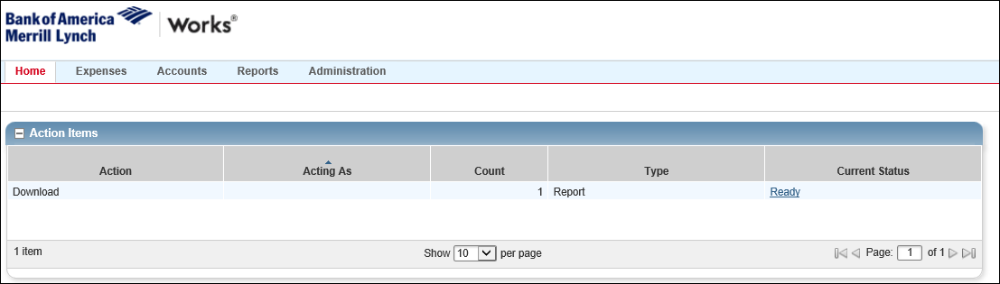 Bank of America
Merrill Lynch
Works®
Home Expenses Accounts Reports Administration
Action Items
Action Acting As Count Type Current Status
Download 1 Report Ready
1 item Show 10 per page Page: 1 of 1